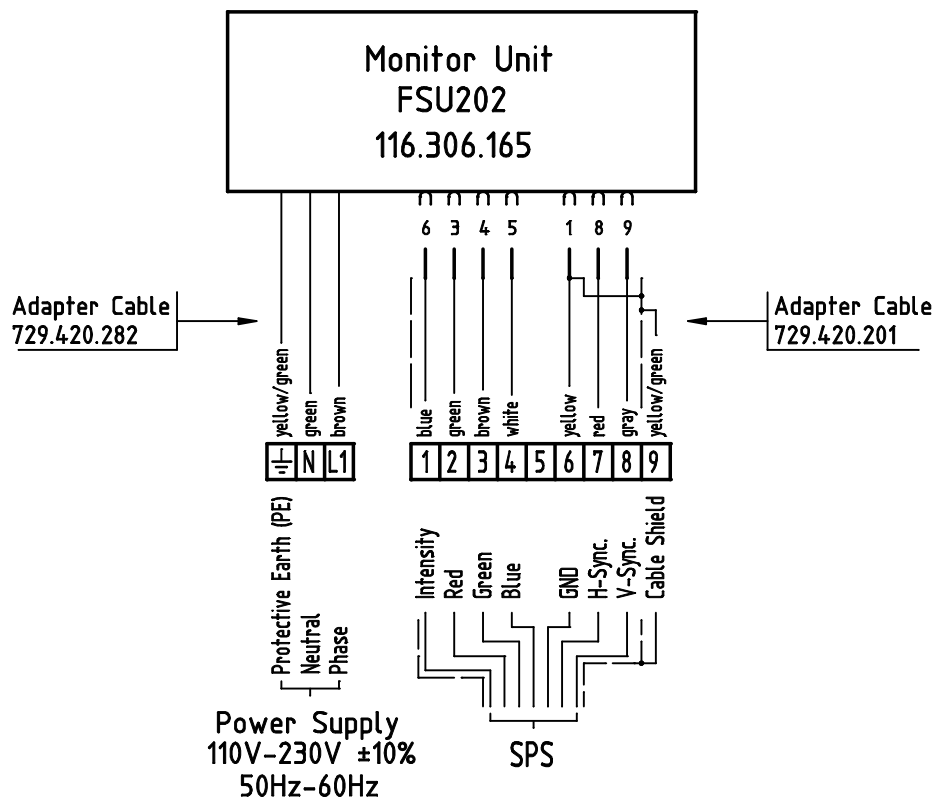 Monitor Unit
FSU202
116.306.165
6 3 4 5 1 8 9
Adapter Cable
729.420.282
Adapter Cable
729.420.201
yellow/green
green
brown
blue
green
brown
white
yellow
red
gray
yellow/green
N L1
1 2 3 4 5 6 7 8 9
Protective Earth (PE)
Neutral
Phase
Intensity
Red
Green
Blue
GND
H-Sync.
V-Sync.
Cable Shield
Power Supply
110V-230V ±10%
50Hz-60Hz
SPS